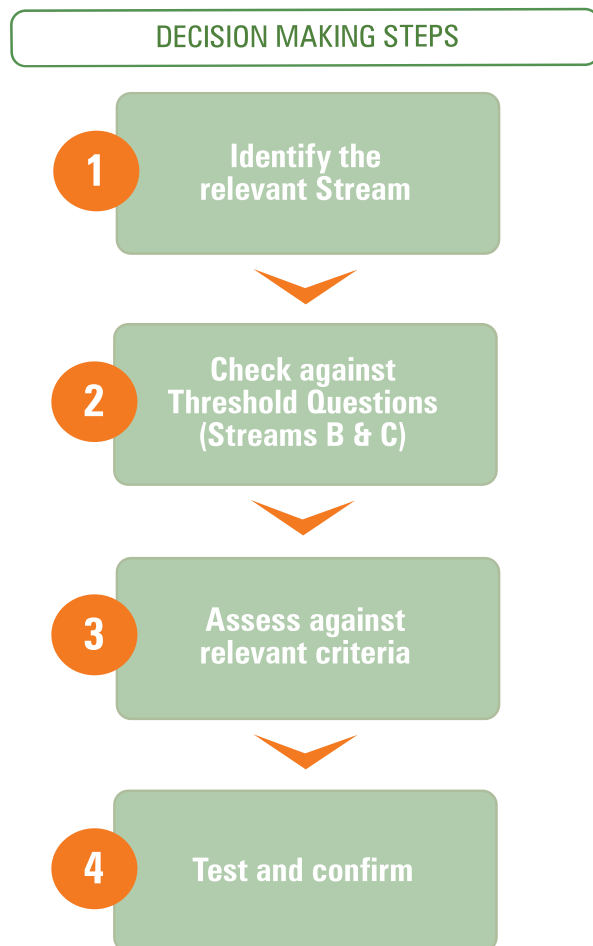 DECISION MAKING STEPS
1
Identify the
relevant Stream
2
Check against
Threshold Questions
(Streams B & C)
3
Assess against
relevant criteria
4
Test and confirm